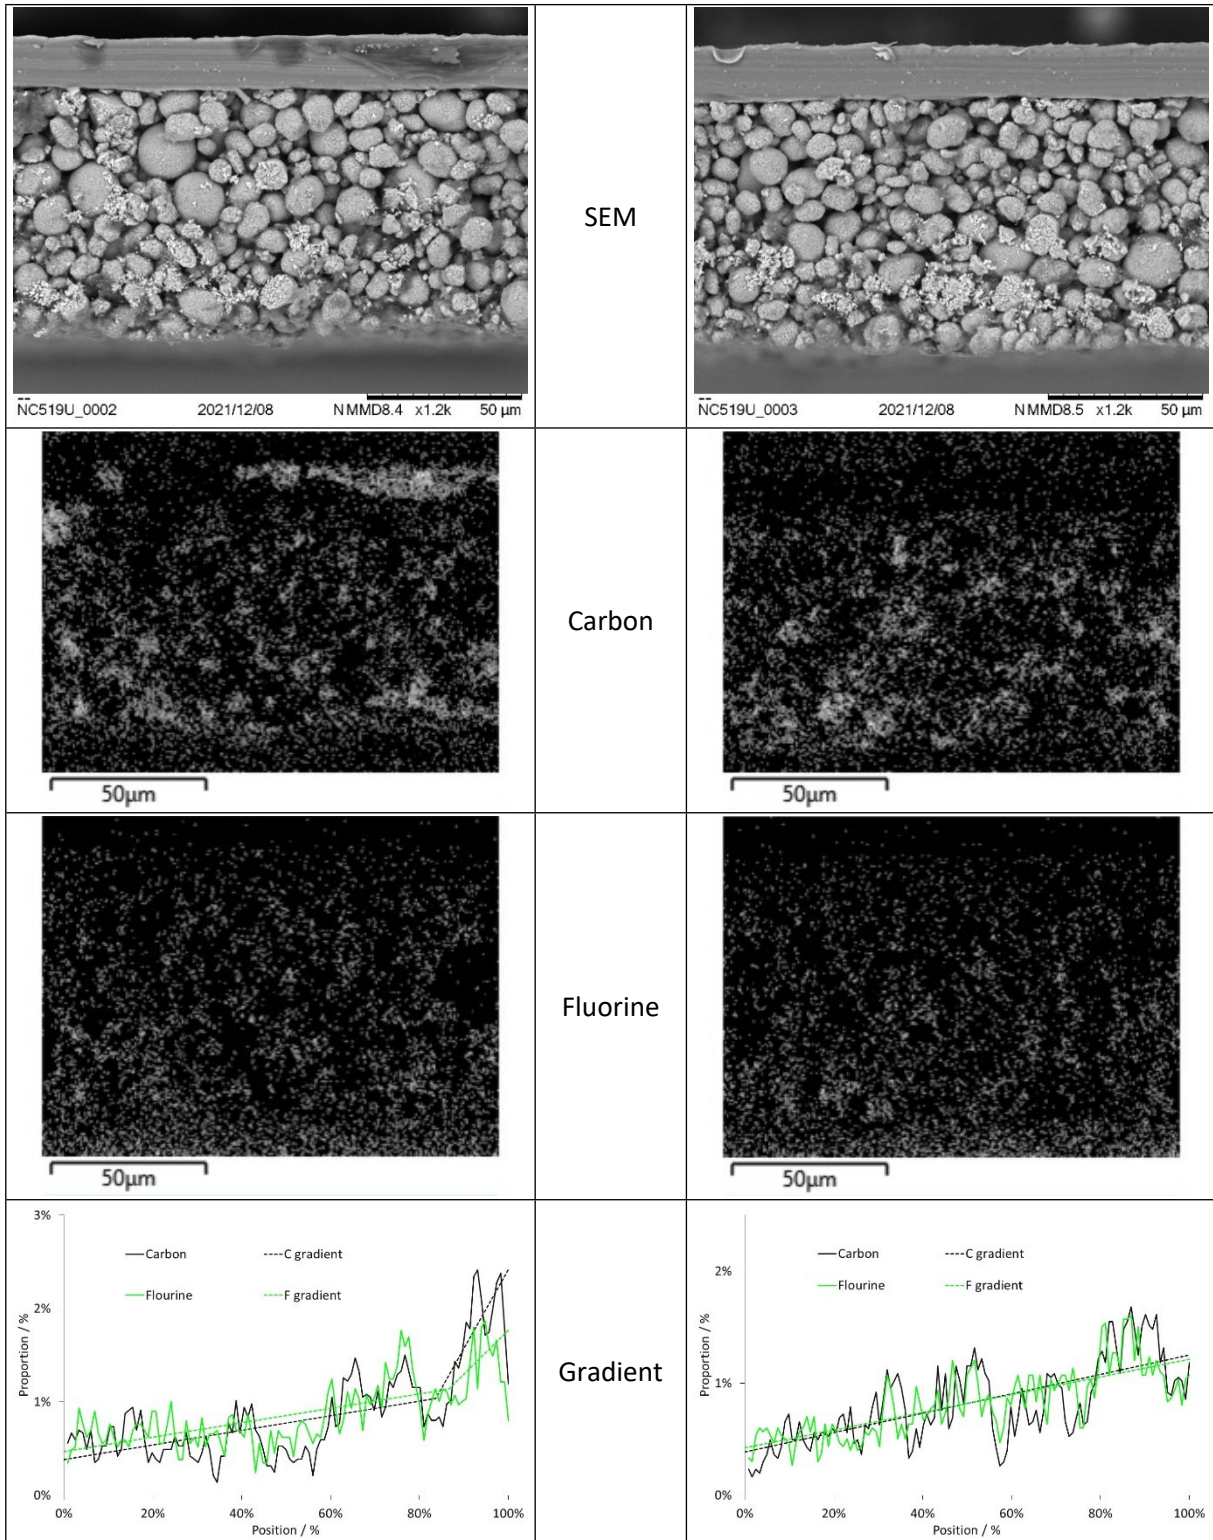 SEM
NC519U_0002 2021/12/08 NMMD8.4 x1.2k 50 µm
NC519U_0003 2021/12/08 NMMD8.5 x1.2k 50 µm
Carbon
50µm
50µm
Fluorine
50µm
50µm
Gradient
3%
2%
1%
0%
Proportion / %
Carbon
C gradient
Flourine
F gradient
0% 20% 40% 60% 80% 100%
Position / %
2%
1%
0%
Proportion / %
Carbon
C gradient
Flourine
F gradient
0% 20% 40% 60% 80% 100%
Position / %